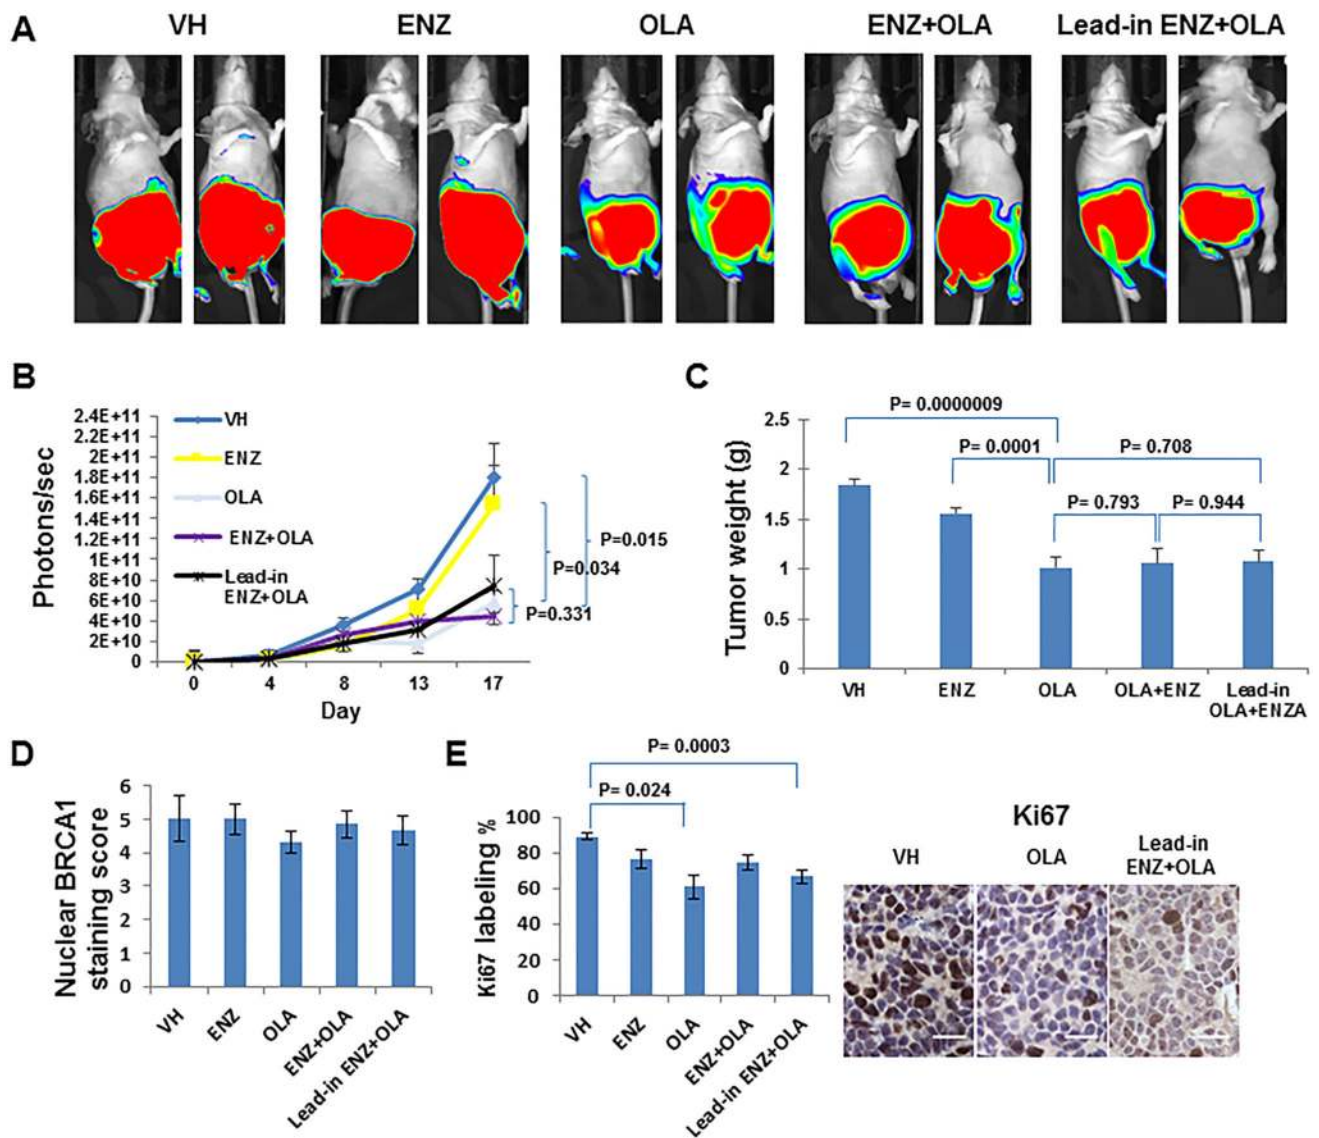 A
VH
ENZ
OLA
ENZ+OLA
Lead-in ENZ+OLA
B
Photons/sec
2.4E+11
2.2E+11
2E+11
1.8E+11
1.6E+11
1.4E+11
1.2E+11
1E+11
8E+10
6E+10
4E+10
2E+10
0
VH
ENZ
OLA
ENZ+OLA
Lead-in
ENZ+OLA
P=0.015
P=0.034
P=0.331
0
4
8
13
17
Day
C
Tumor weight (g)
2.5
2
1.5
1
0.5
0
P= 0.0000009
P= 0.0001
P= 0.708
P= 0.793
P= 0.944
VH
ENZ
OLA
OLA+ENZ
Lead-in
OLA+ENZA
D
Nuclear BRCA1
staining score
6
5
4
3
2
1
0
VH
ENZ
OLA
ENZ+OLA
Lead-in ENZ+OLA
E
P= 0.0003
P= 0.024
Ki67 labeling %
100
80
60
40
20
0
VH
ENZ
OLA
ENZ+OLA
Lead-in ENZ+OLA
Ki67
VH
OLA
Lead-in
ENZ+OLA